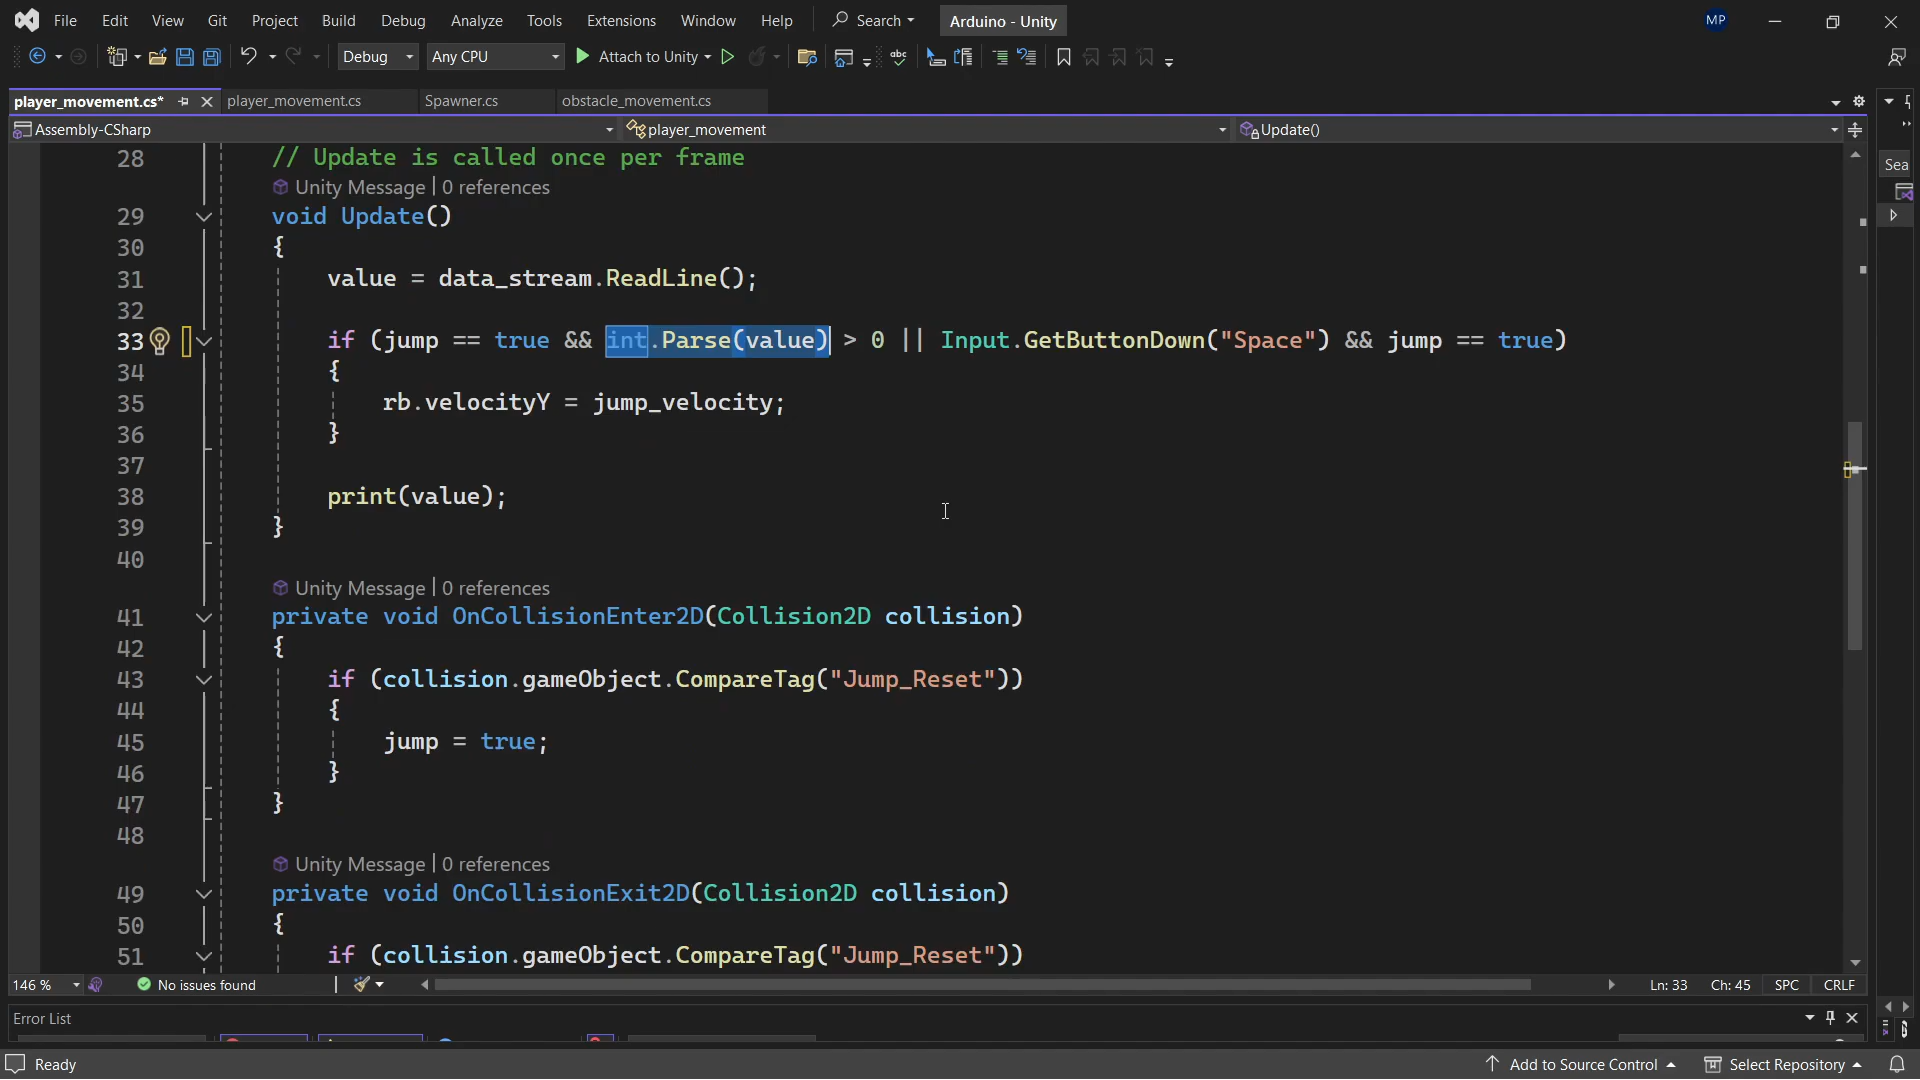 File Edit View Git Project Build Debug Analyze Tools Extensions Window Help Search Arduino - Unity MP
Debug Any CPU Attach to Unity abc
player_movement.cs* player_movement.cs Spawner.cs obstacle_movement.cs
Assembly-CSharp player_movement Update()
Sea
28 // Update is called once per frame
Unity Message | 0 references
29 void Update()
30 {
31 value = data_stream.ReadLine();
32
33 if (jump == true && int.Parse(value) > 0 || Input.GetButtonDown("Space") && jump == true)
34 {
35 rb.velocityY = jump_velocity;
36 }
37
38 print(value);
39 }
40
Unity Message | 0 references
41 private void OnCollisionEnter2D(Collision2D collision)
42 {
43 if (collision.gameObject.CompareTag("Jump_Reset"))
44 {
45 jump = true;
46 }
47 }
48
Unity Message | 0 references
49 private void OnCollisionExit2D(Collision2D collision)
50 {
51 if (collision.gameObject.CompareTag("Jump_Reset"))
146 % No issues found Ln: 33 Ch: 45 SPC CRLF
Error List
Ready Add to Source Control Select Repository